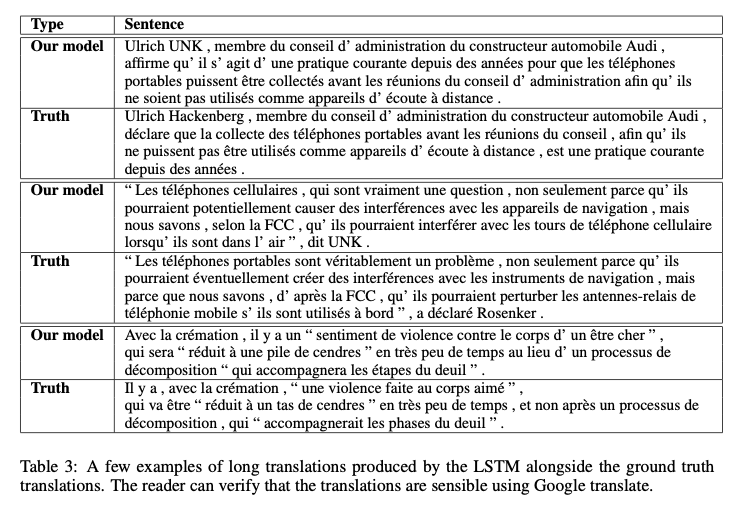 Type Sentence
Our model Ulrich UNK , membre du conseil d’ administration du constructeur automobile Audi ,
affirme qu’ il s’ agit d’ une pratique courante depuis des années pour que les téléphones
portables puissent être collectés avant les réunions du conseil d’ administration afin qu’ ils
ne soient pas utilisés comme appareils d’ écoute à distance .
Truth Ulrich Hackenberg , membre du conseil d’ administration du constructeur automobile Audi ,
déclare que la collecte des téléphones portables avant les réunions du conseil , afin qu’ ils
ne puissent pas être utilisés comme appareils d’ écoute à distance , est une pratique courante
depuis des années .
Our model “ Les téléphones cellulaires , qui sont vraiment une question , non seulement parce qu’ ils
pourraient potentiellement causer des interférences avec les appareils de navigation , mais
nous savons , selon la FCC , qu’ ils pourraient interférer avec les tours de téléphone cellulaire
lorsqu’ ils sont dans l’ air ” , dit UNK .
Truth “ Les téléphones portables sont véritablement un problème , non seulement parce qu’ ils
pourraient éventuellement créer des interférences avec les instruments de navigation , mais
parce que nous savons , d’ après la FCC , qu’ ils pourraient perturber les antennes-relais de
téléphonie mobile s’ ils sont utilisés à bord ” , a déclaré Rosenker .
Our model Avec la crémation , il y a un “ sentiment de violence contre le corps d’ un être cher ” ,
qui sera “ réduit à une pile de cendres ” en très peu de temps au lieu d’ un processus de
décomposition “ qui accompagnera les étapes du deuil ” .
Truth Il y a , avec la crémation , “ une violence faite au corps aimé ” ,
qui va être “ réduit à un tas de cendres ” en très peu de temps , et non après un processus de
décomposition , qui “ accompagnerait les phases du deuil ” .
Table 3: A few examples of long translations produced by the LSTM alongside the ground truth
translations. The reader can verify that the translations are sensible using Google translate.